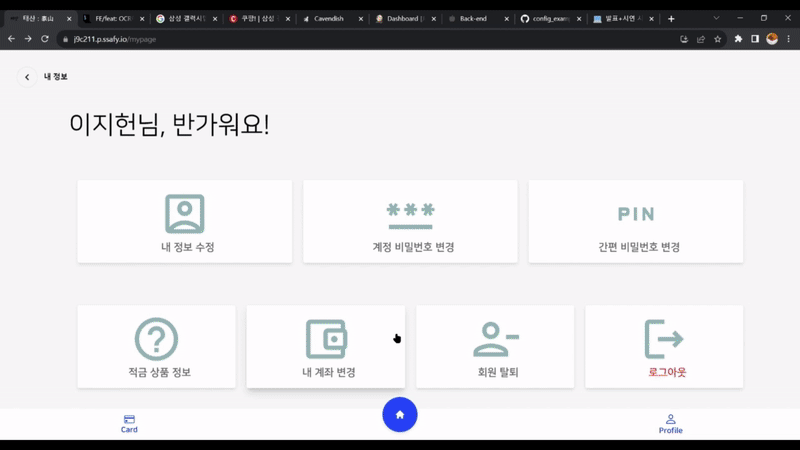 태산 : 泰山
FE/feat: OCR
삼성 갤럭시탭
쿠팡! | 삼성
Cavendish
Dashboard [
Back-end
config_examp
발표+시연 시
j9c211.p.ssafy.io/mypage
내 정보
이지헌님, 반가워요!
내 정보 수정
*** 계정 비밀번호 변경
PIN
간편 비밀번호 변경
적금 상품 정보
내 계좌 변경
회원 탈퇴
로그아웃
Card
Profile